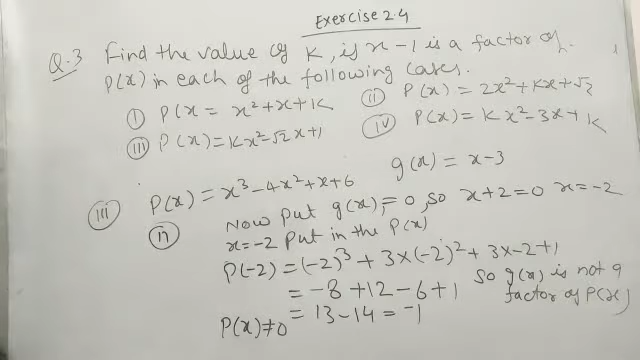 Exercise 2.4
Q.3 Find the value of K, if x-1 is a factor of
P(x) in each of the following cases.
(i) P(x = x²+x+k (ii) P(x) = 2x²+Kx+√2
(iii) P(x)=Kx²-√2x+1 (iv) P(x)=Kx²-3x+K
(iii) P(x)=x³-4x²+x+6 g(x) = x-3
(ii) Now put g(x)=0, so x+2=0 x=-2
x=-2 Put in the P(x)
P(-2) = (-2)³ + 3×(-2)² + 3×-2+1
= -8+12-6+1 So g(x) is not a
P(x)≠0 = 13-14=-1 factor of P(x)